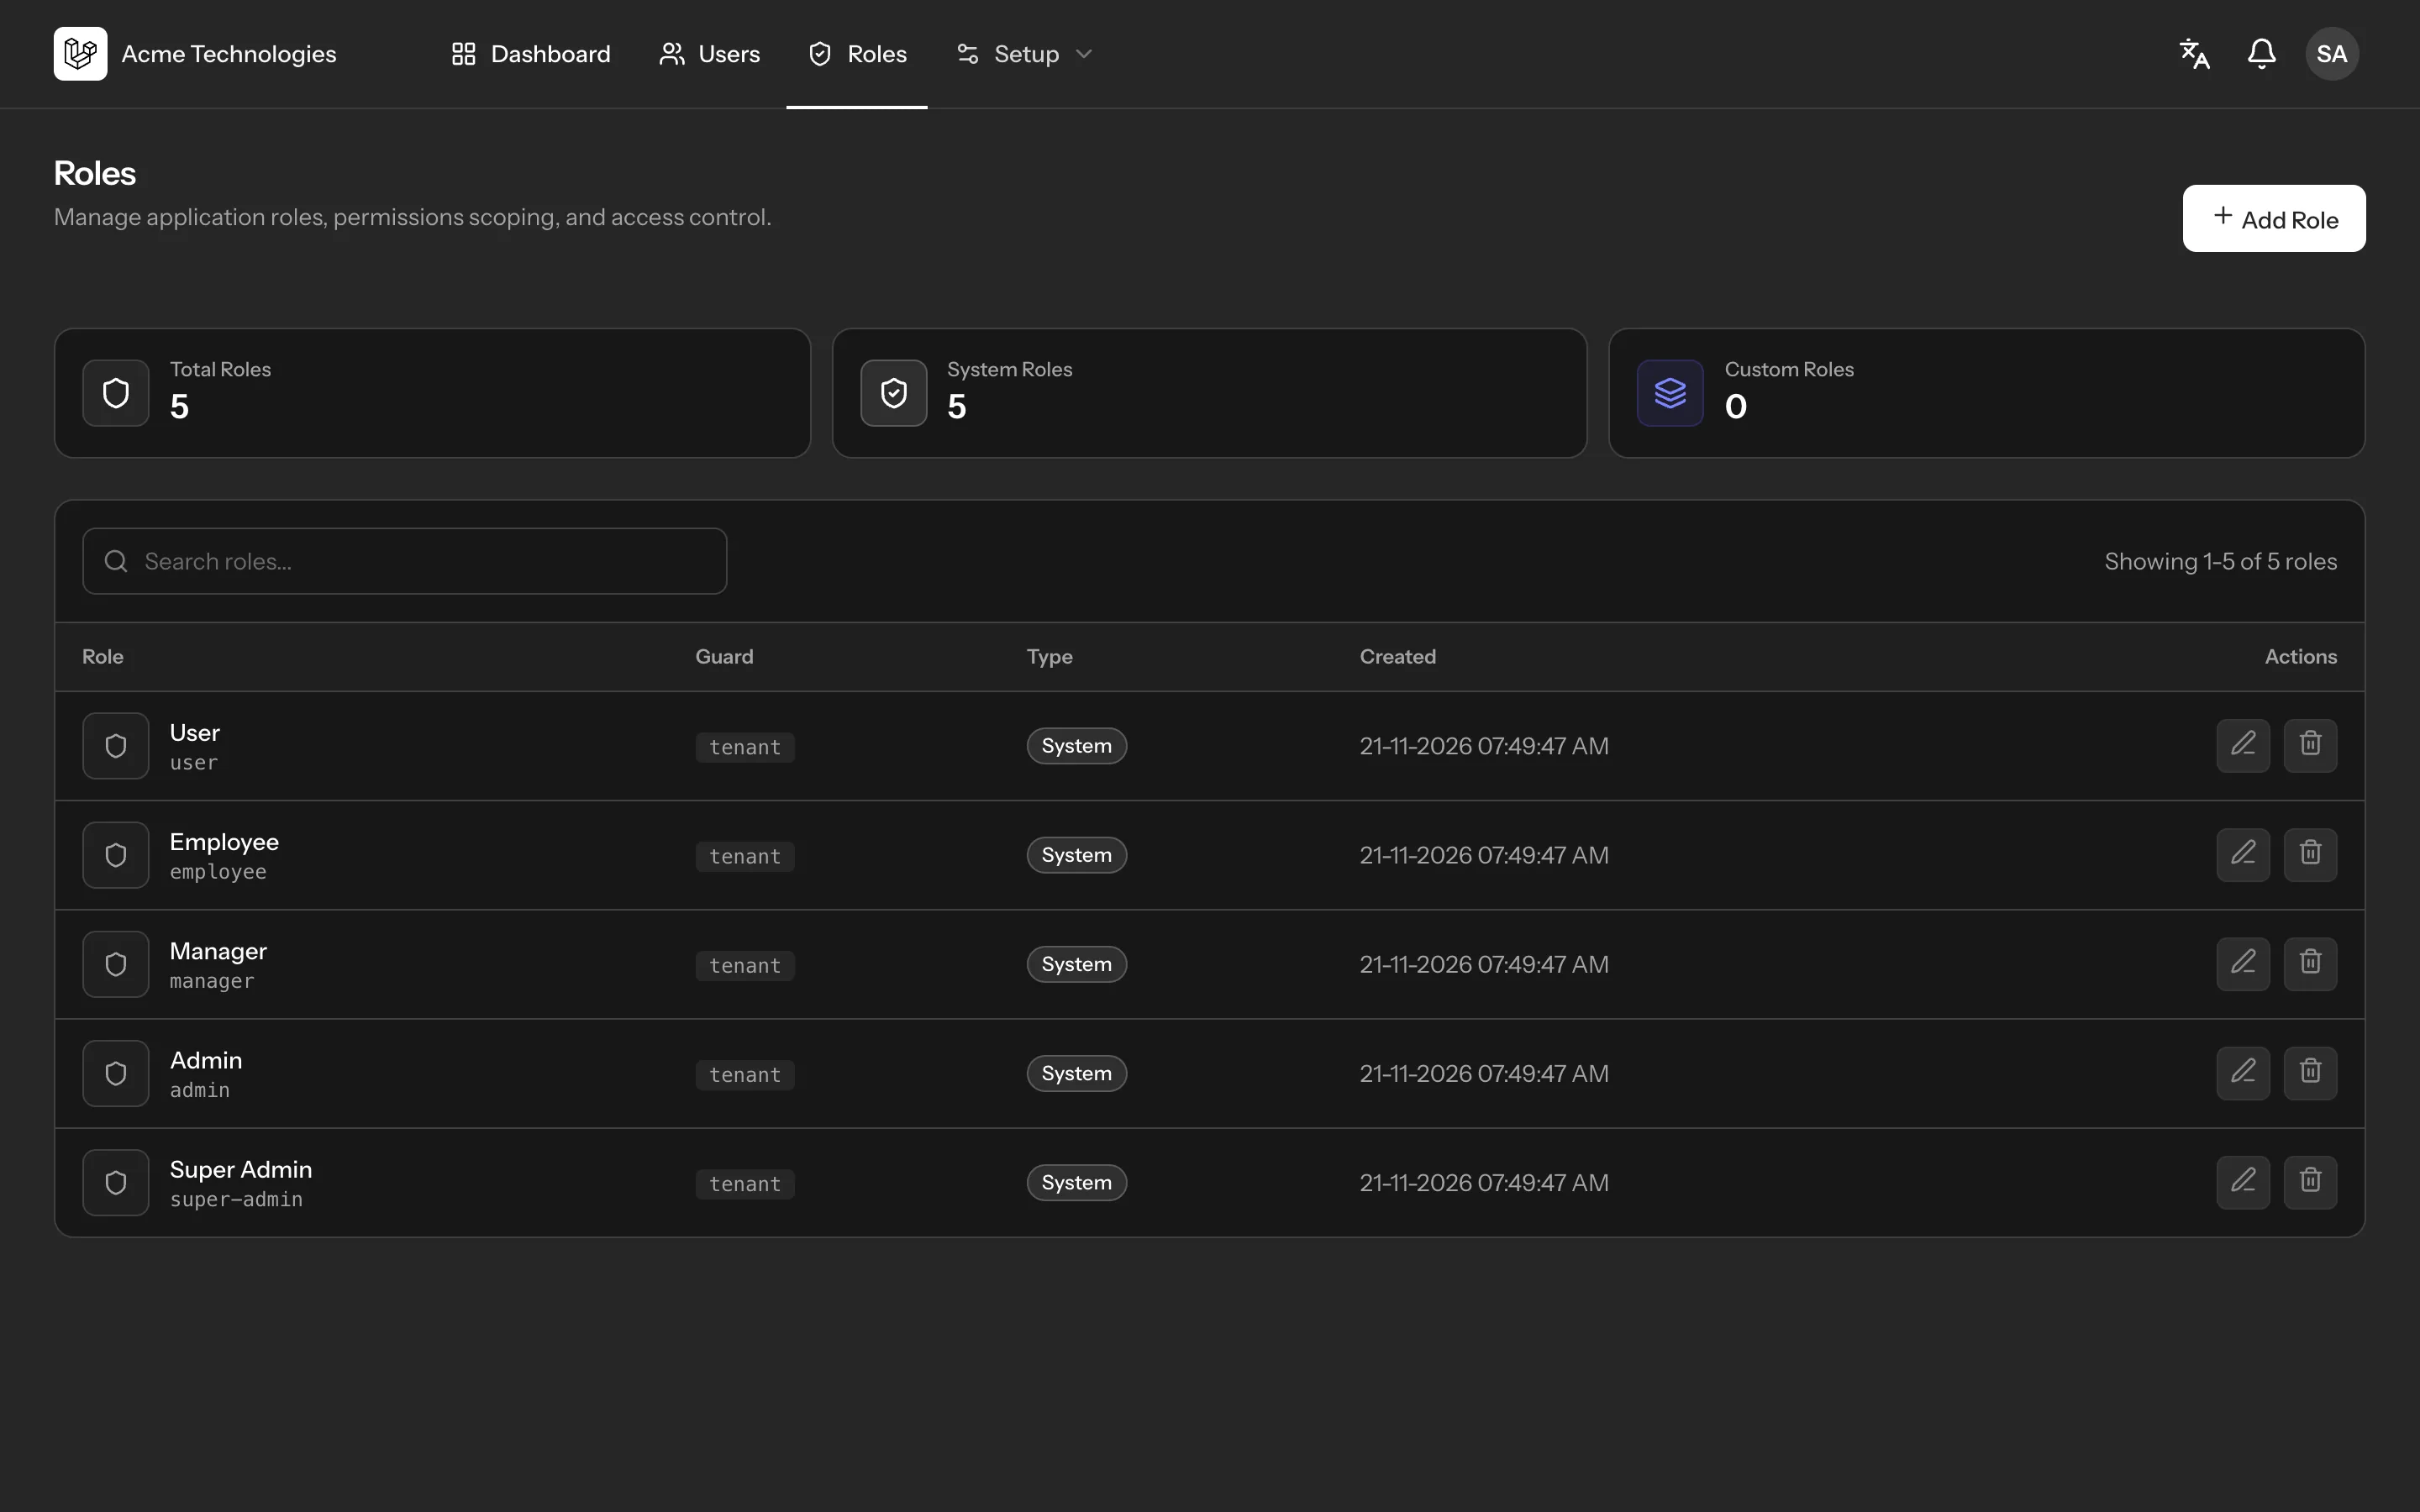 Acme Technologies
Dashboard
Users
Roles
Setup
SA
Roles
Manage application roles, permissions scoping, and access control.
Add Role
Total Roles
5
System Roles
5
Custom Roles
0
Search roles...
Showing 1-5 of 5 roles
Role Guard Type Created Actions
User
user
tenant
System
21-11-2026 07:49:47 AM
Employee
employee
tenant
System
21-11-2026 07:49:47 AM
Manager
manager
tenant
System
21-11-2026 07:49:47 AM
Admin
admin
tenant
System
21-11-2026 07:49:47 AM
Super Admin
super-admin
tenant
System
21-11-2026 07:49:47 AM